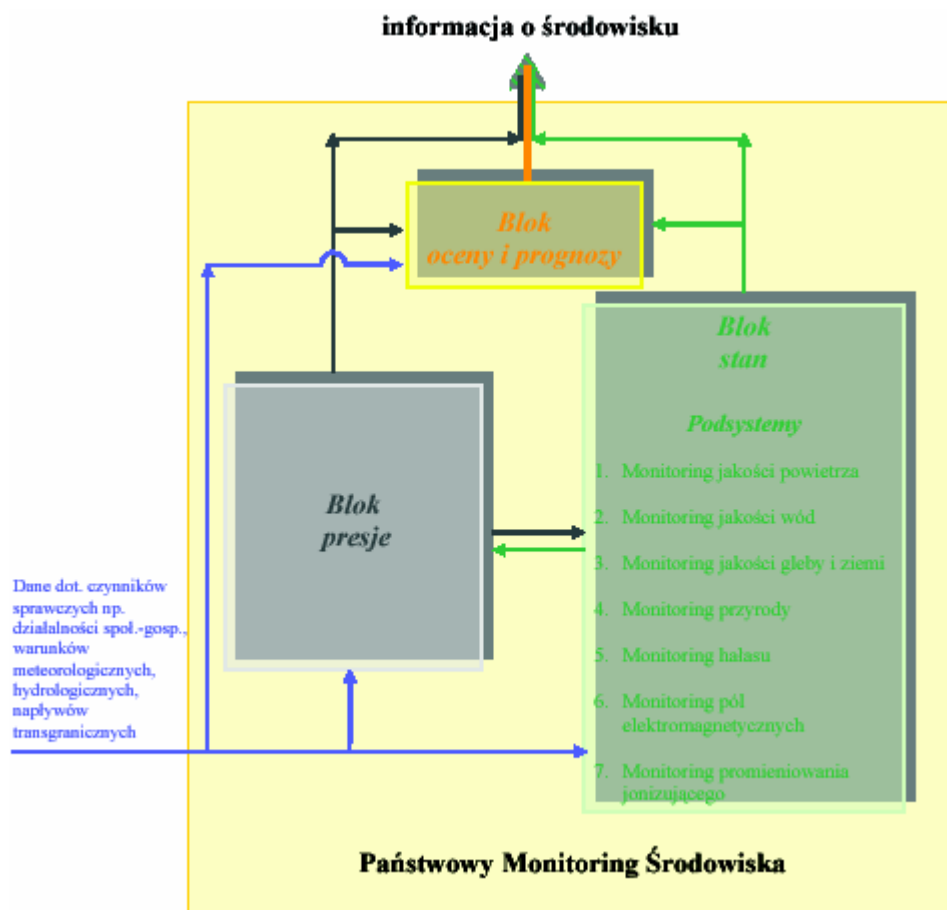 informacja o środowisku
Blok
oceny i prognozy
Blok
stan
Podsystemy
1. Monitoring jakości powietrza
2. Monitoring jakości wód
3. Monitoring jakości gleby i ziemi
4. Monitoring przyrody
5. Monitoring hałasu
6. Monitoring pól
elektromagnetycznych
7. Monitoring promieniowania
jonizującego
Blok
presje
Dane dot. czynników
sprawczych np.
działalności społ.-gosp.,
warunków
meteorologicznych,
hydrologicznych,
napływów
transgranicznych
Państwowy Monitoring Środowiska